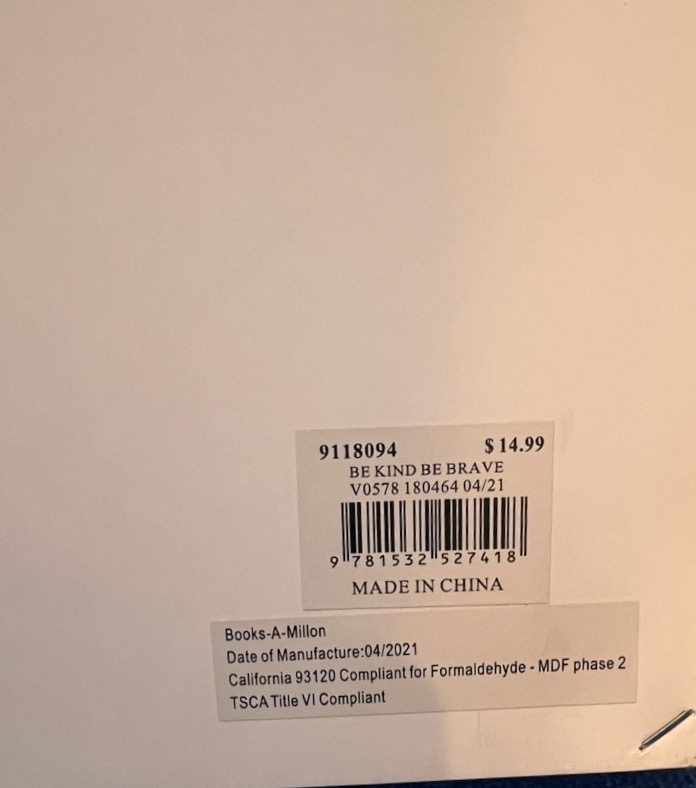 9118094 $ 14.99
BE KIND BE BRAVE
V0578 180464 04/21
9 781532 527418
MADE IN CHINA
Books-A-Millon
Date of Manufacture:04/2021
California 93120 Compliant for Formaldehyde - MDF phase 2
TSCA Title VI Compliant